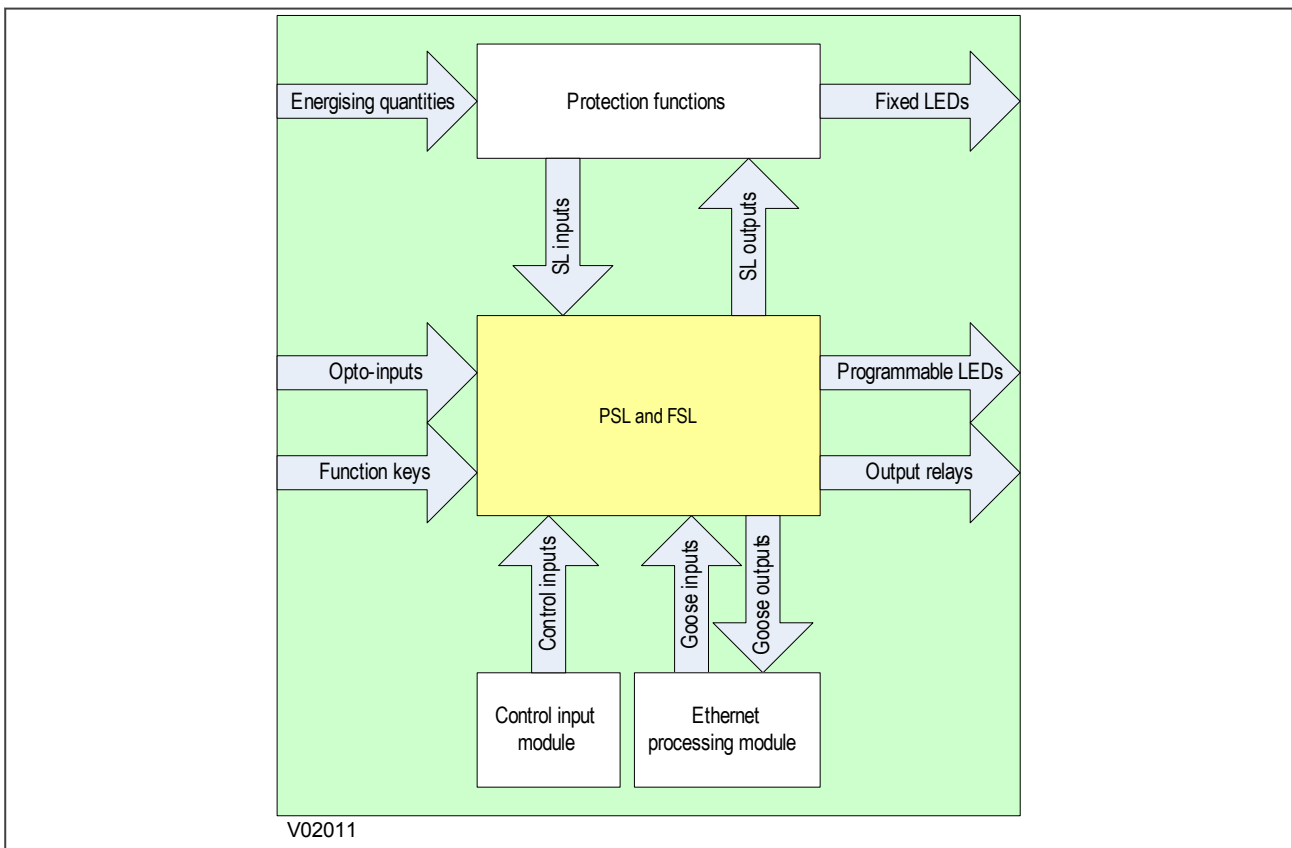 Energising quantities
Protection functions
Fixed LEDs
SL inputs
SL outputs
Opto-inputs
Programmable LEDs
PSL and FSL
Function keys
Output relays
Control inputs
Goose inputs
Goose outputs
Control input
module
Ethernet
processing module
V02011